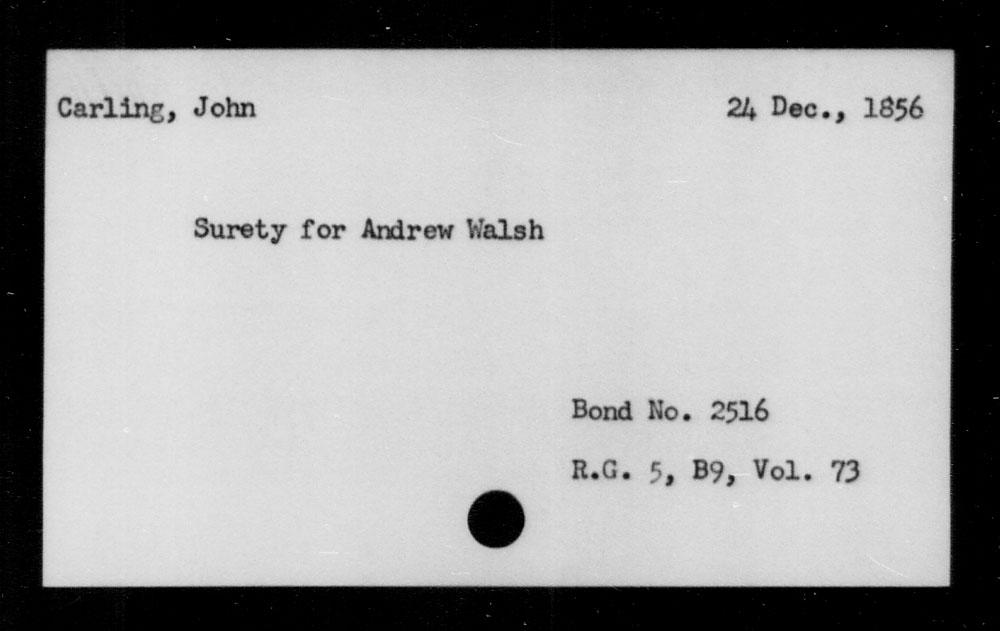 Carling, John 24 Dec., 1856
Surety for Andrew Walsh
Bond No. 2516
R.G. 5, B9, Vol. 73